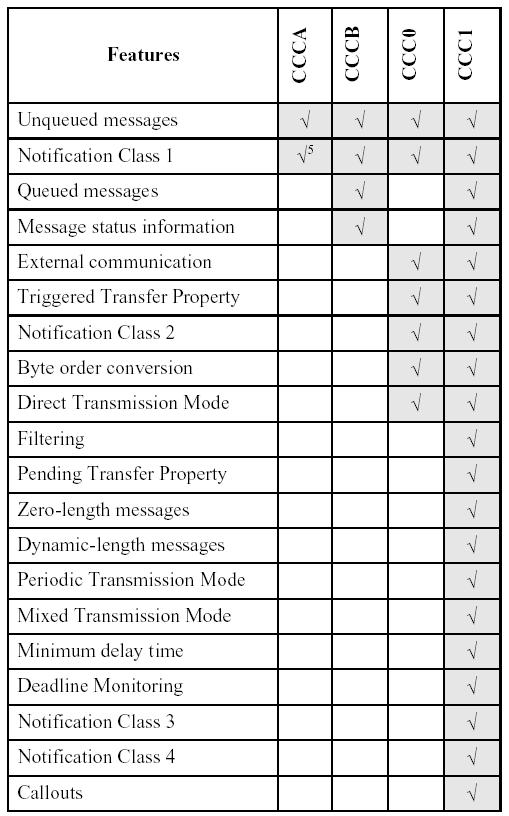 Features CCCA CCCB CCC0 CCC1
Unqueued messages √ √ √ √
Notification Class 1 √5 √ √ √
Queued messages √ √
Message status information √ √
External communication √ √
Triggered Transfer Property √ √
Notification Class 2 √ √
Byte order conversion √ √
Direct Transmission Mode √ √
Filtering √
Pending Transfer Property √
Zero-length messages √
Dynamic-length messages √
Periodic Transmission Mode √
Mixed Transmission Mode √
Minimum delay time √
Deadline Monitoring √
Notification Class 3 √
Notification Class 4 √
Callouts √